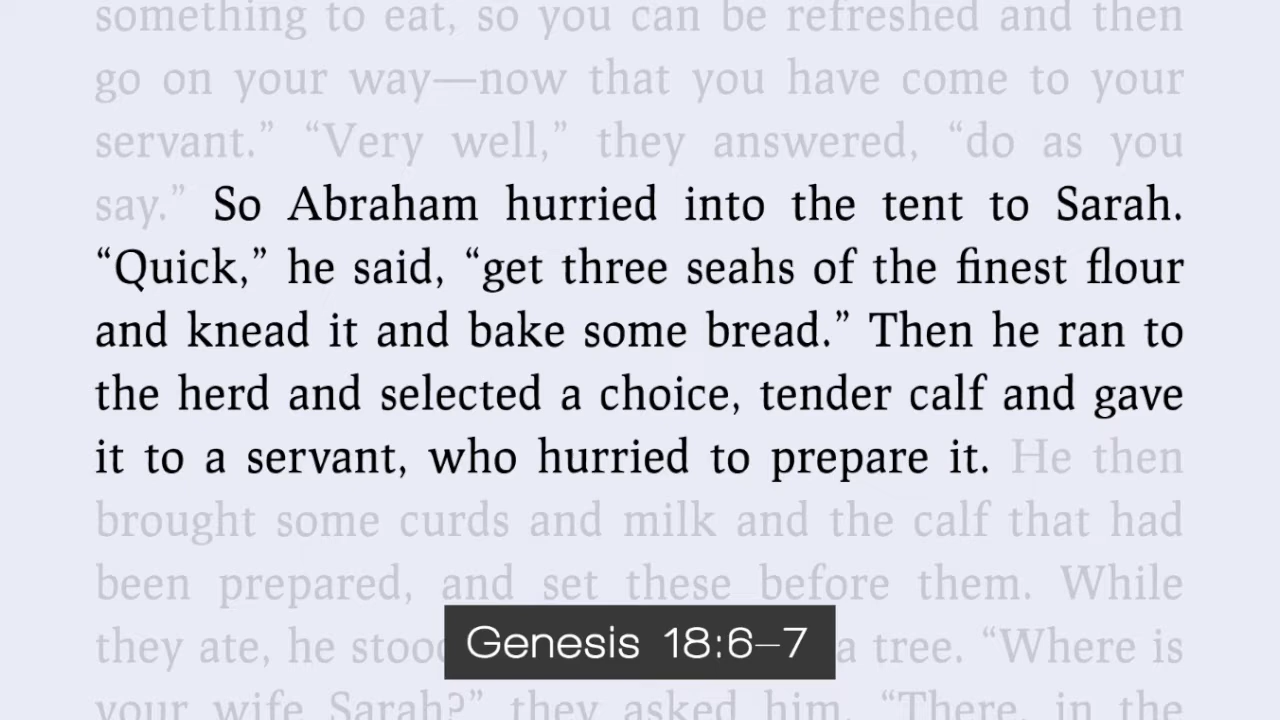 something to eat, so you can be refreshed and then
go on your way—now that you have come to your
servant.” “Very well,” they answered, “do as you
say.” So Abraham hurried into the tent to Sarah.
“Quick,” he said, “get three seahs of the finest flour
and knead it and bake some bread.” Then he ran to
the herd and selected a choice, tender calf and gave
it to a servant, who hurried to prepare it. He then
brought some curds and milk and the calf that had
been prepared, and set these before them. While
they ate, he stood a tree. “Where is
Genesis 18:6–7
your wife Sarah?” they asked him. “There, in the